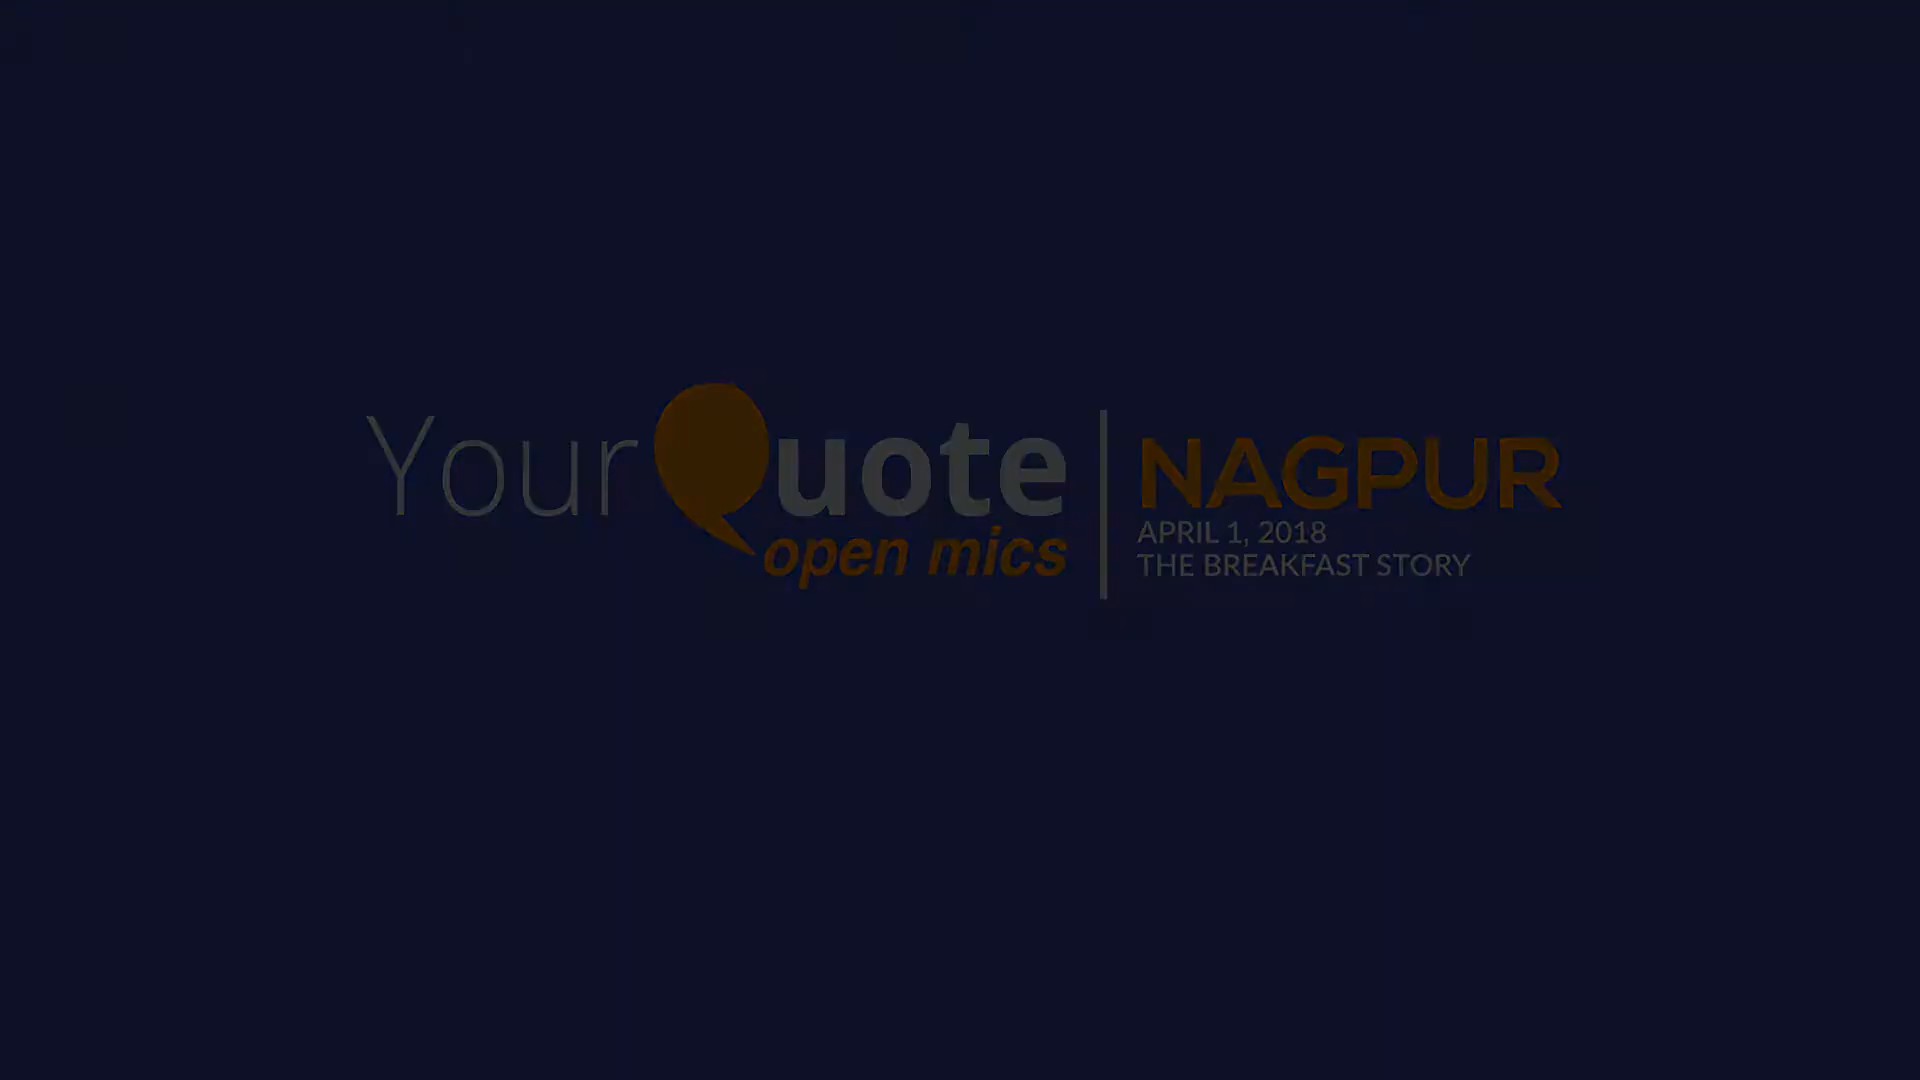 YourQuote
open mics
NAGPUR
APRIL 1, 2018
THE BREAKFAST STORY